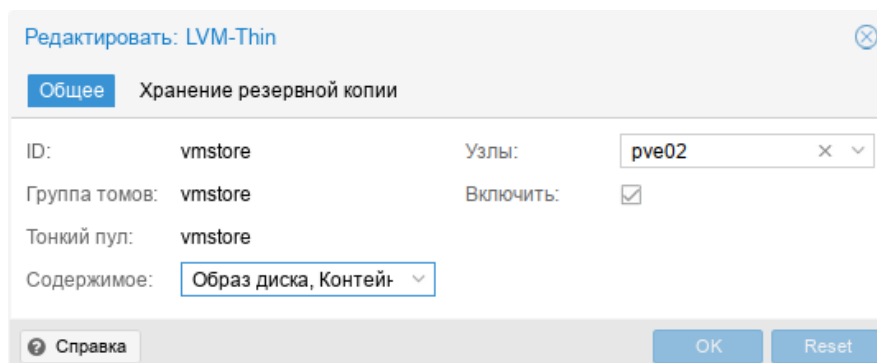 Редактировать: LVM-Thin
Общее Хранение резервной копии
ID: vmstore Узлы: pve02
Группа томов: vmstore Включить:
Тонкий пул: vmstore
Содержимое: Образ диска, Контейн
Справка OK Reset